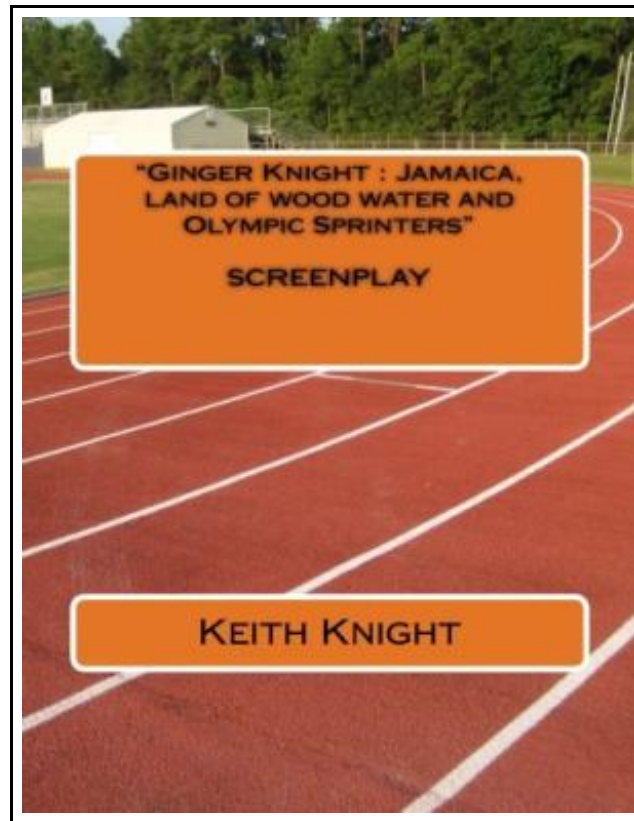 "Ginger Knight : Jamaica,
land of wood water and
Olympic Sprinters"
screenplay
Keith Knight